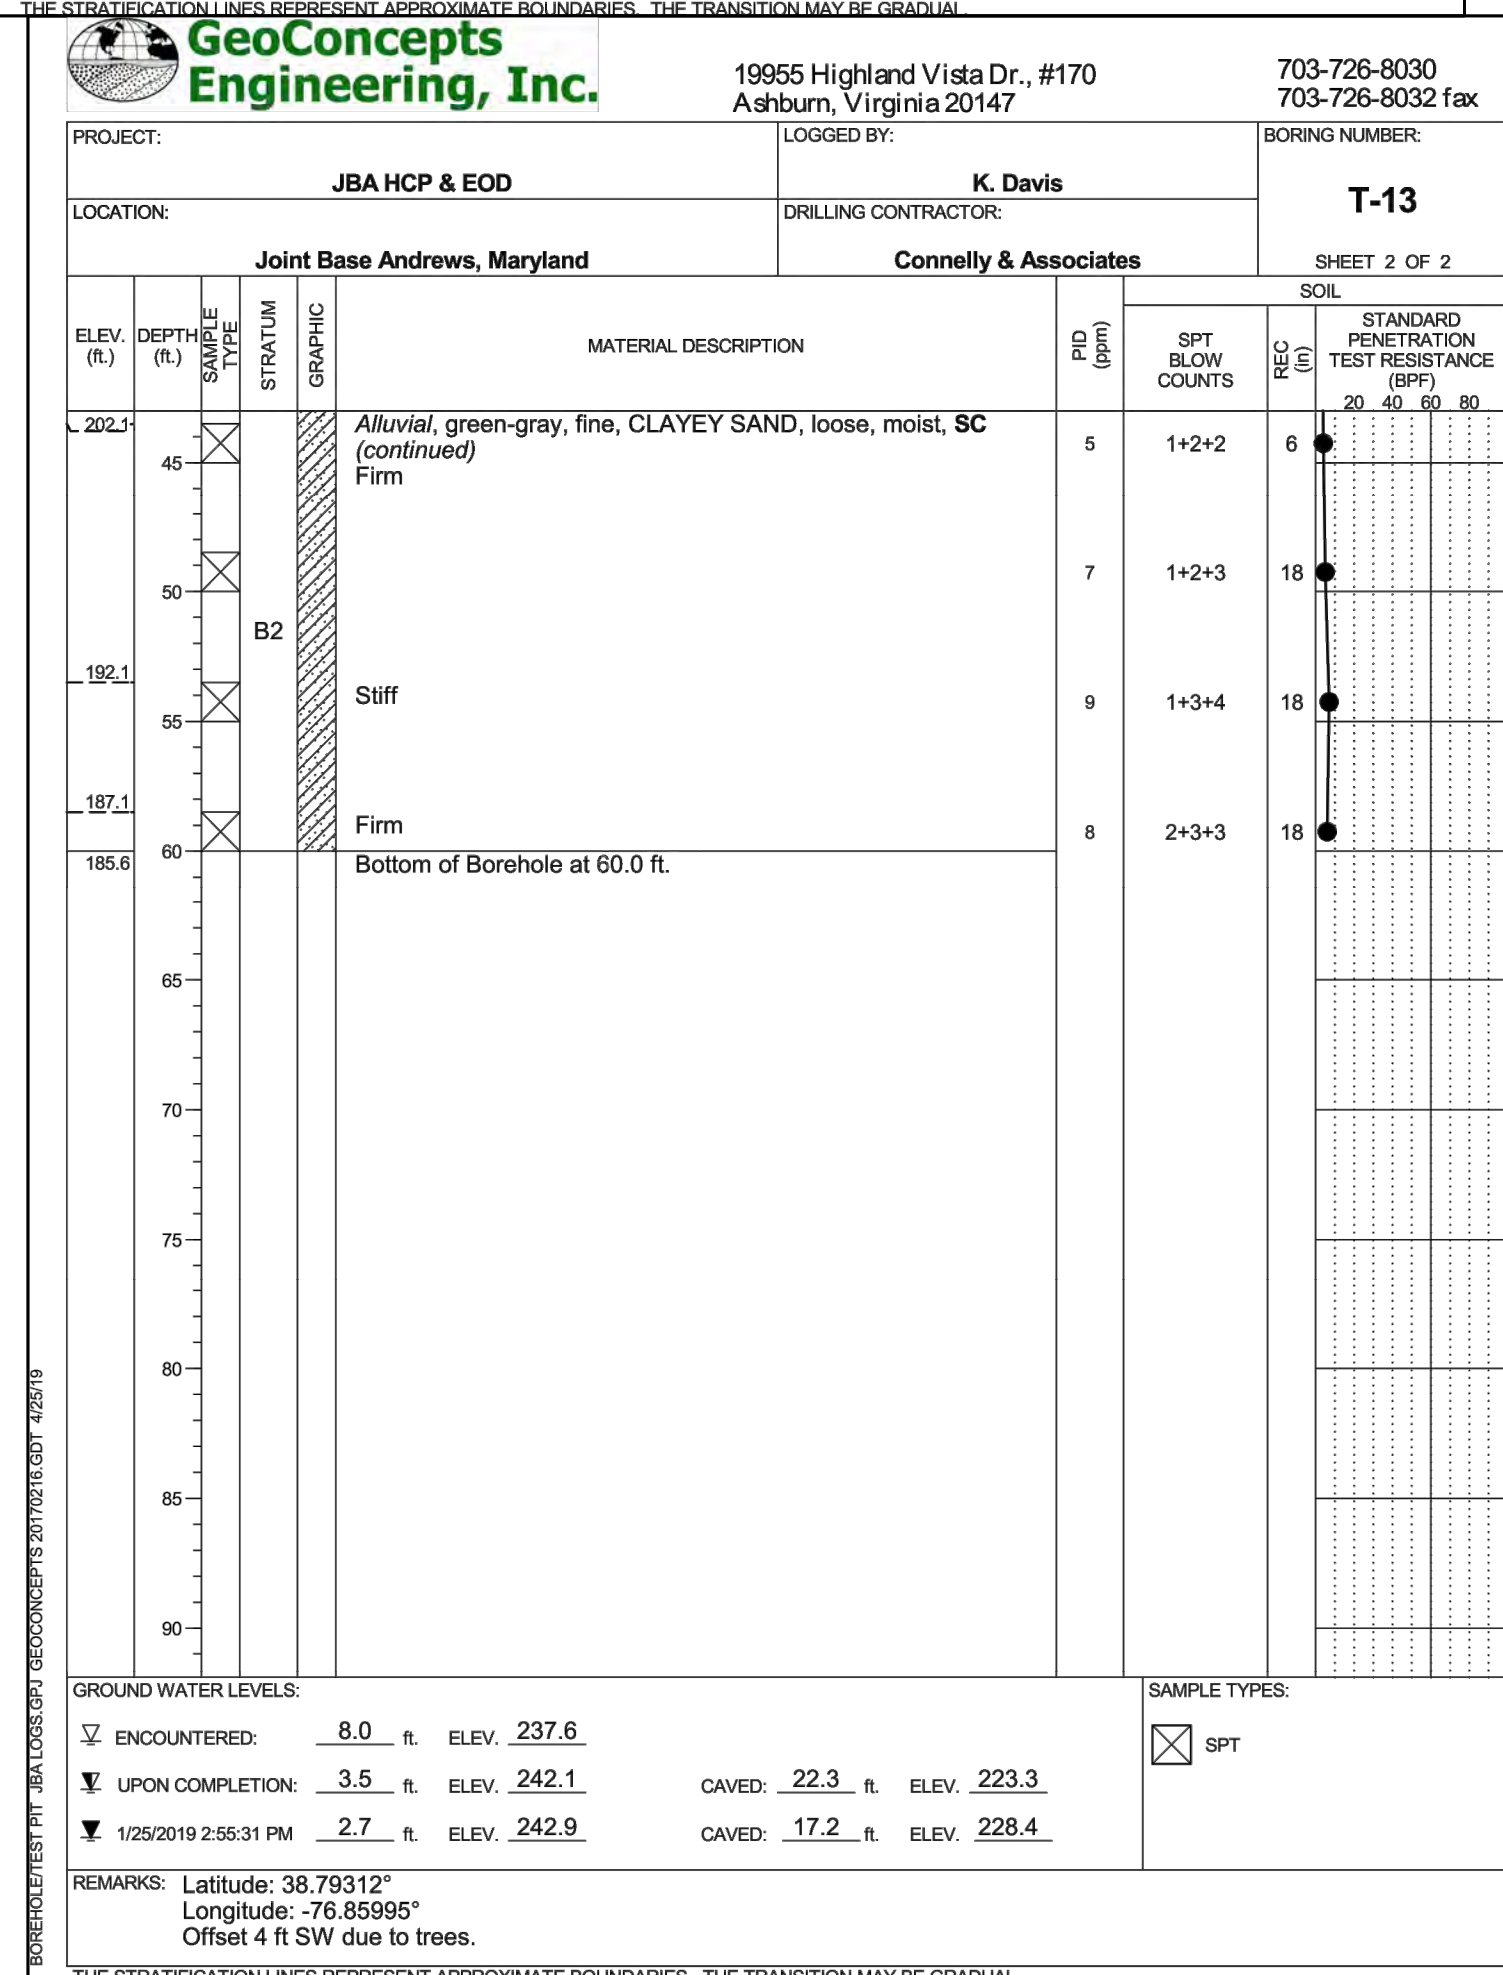 THE STRATIFICATION LINES REPRESENT APPROXIMATE BOUNDARIES. THE TRANSITION MAY BE GRADUAL.
GeoConcepts
Engineering, Inc.
19955 Highland Vista Dr., #170
Ashburn, Virginia 20147
703-726-8030
703-726-8032 fax
PROJECT:
JBA HCP & EOD
LOGGED BY:
K. Davis
BORING NUMBER:
T-13
SHEET 2 OF 2
LOCATION:
Joint Base Andrews, Maryland
DRILLING CONTRACTOR:
Connelly & Associates
ELEV.
(ft.)
DEPTH
(ft.)
SAMPLE
TYPE
STRATUM
GRAPHIC
MATERIAL DESCRIPTION
PID
(ppm)
SOIL
SPT
BLOW
COUNTS
REC
(in)
STANDARD
PENETRATION
TEST RESISTANCE
(BPF)
20 40 60 80
202.1
Alluvial, green-gray, fine, CLAYEY SAND, loose, moist, SC
(continued)
5 1+2+2 6
45
Firm
7 1+2+3 18
50
B2
192.1
Stiff
9 1+3+4 18
55
187.1
Firm
8 2+3+3 18
60
185.6
Bottom of Borehole at 60.0 ft.
65
70
75
80
85
90
GROUND WATER LEVELS:
ENCOUNTERED: 8.0 ft. ELEV. 237.6
UPON COMPLETION: 3.5 ft. ELEV. 242.1 CAVED: 22.3 ft. ELEV. 223.3
1/25/2019 2:55:31 PM 2.7 ft. ELEV. 242.9 CAVED: 17.2 ft. ELEV. 228.4
SAMPLE TYPES:
SPT
REMARKS: Latitude: 38.79312°
Longitude: -76.85995°
Offset 4 ft SW due to trees.
BOREHOLE/TEST PIT JBA LOGS.GPJ GEOCONCEPTS 20170216.GDT 4/25/19
THE STRATIFICATION LINES REPRESENT APPROXIMATE BOUNDARIES. THE TRANSITION MAY BE GRADUAL.